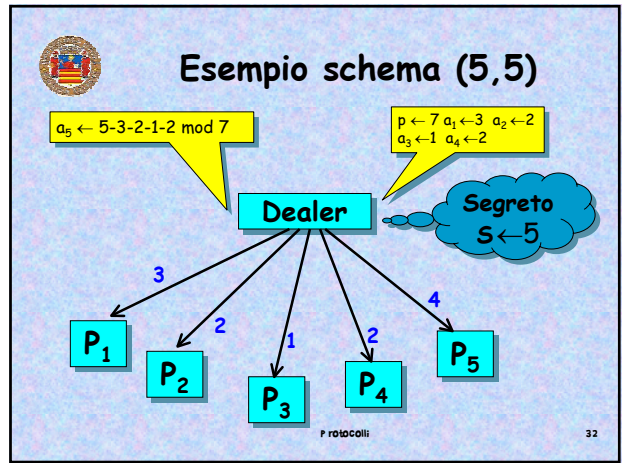 Esempio schema (5,5)
a₅ ← 5-3-2-1-2 mod 7
p ← 7 a₁ ←3 a₂ ←2
a₃ ←1 a₄ ←2
Dealer
Segreto
S←5
3
2
1
2
4
P₁
P₂
P₃
P₄
P₅
Protocolli
32